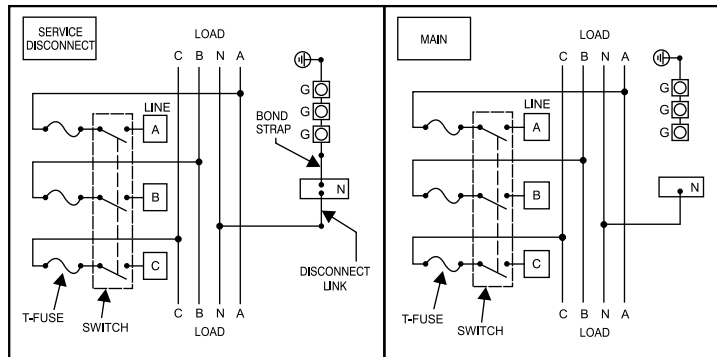 SERVICE
DISCONNECT
LOAD
C B N A
G
G
G
LINE
A
BOND
STRAP
B
N
C
DISCONNECT
LINK
T-FUSE
SWITCH
C B N A
LOAD
MAIN
LOAD
C B N A
G
G
G
LINE
A
B
N
C
T-FUSE
SWITCH
C B N A
LOAD